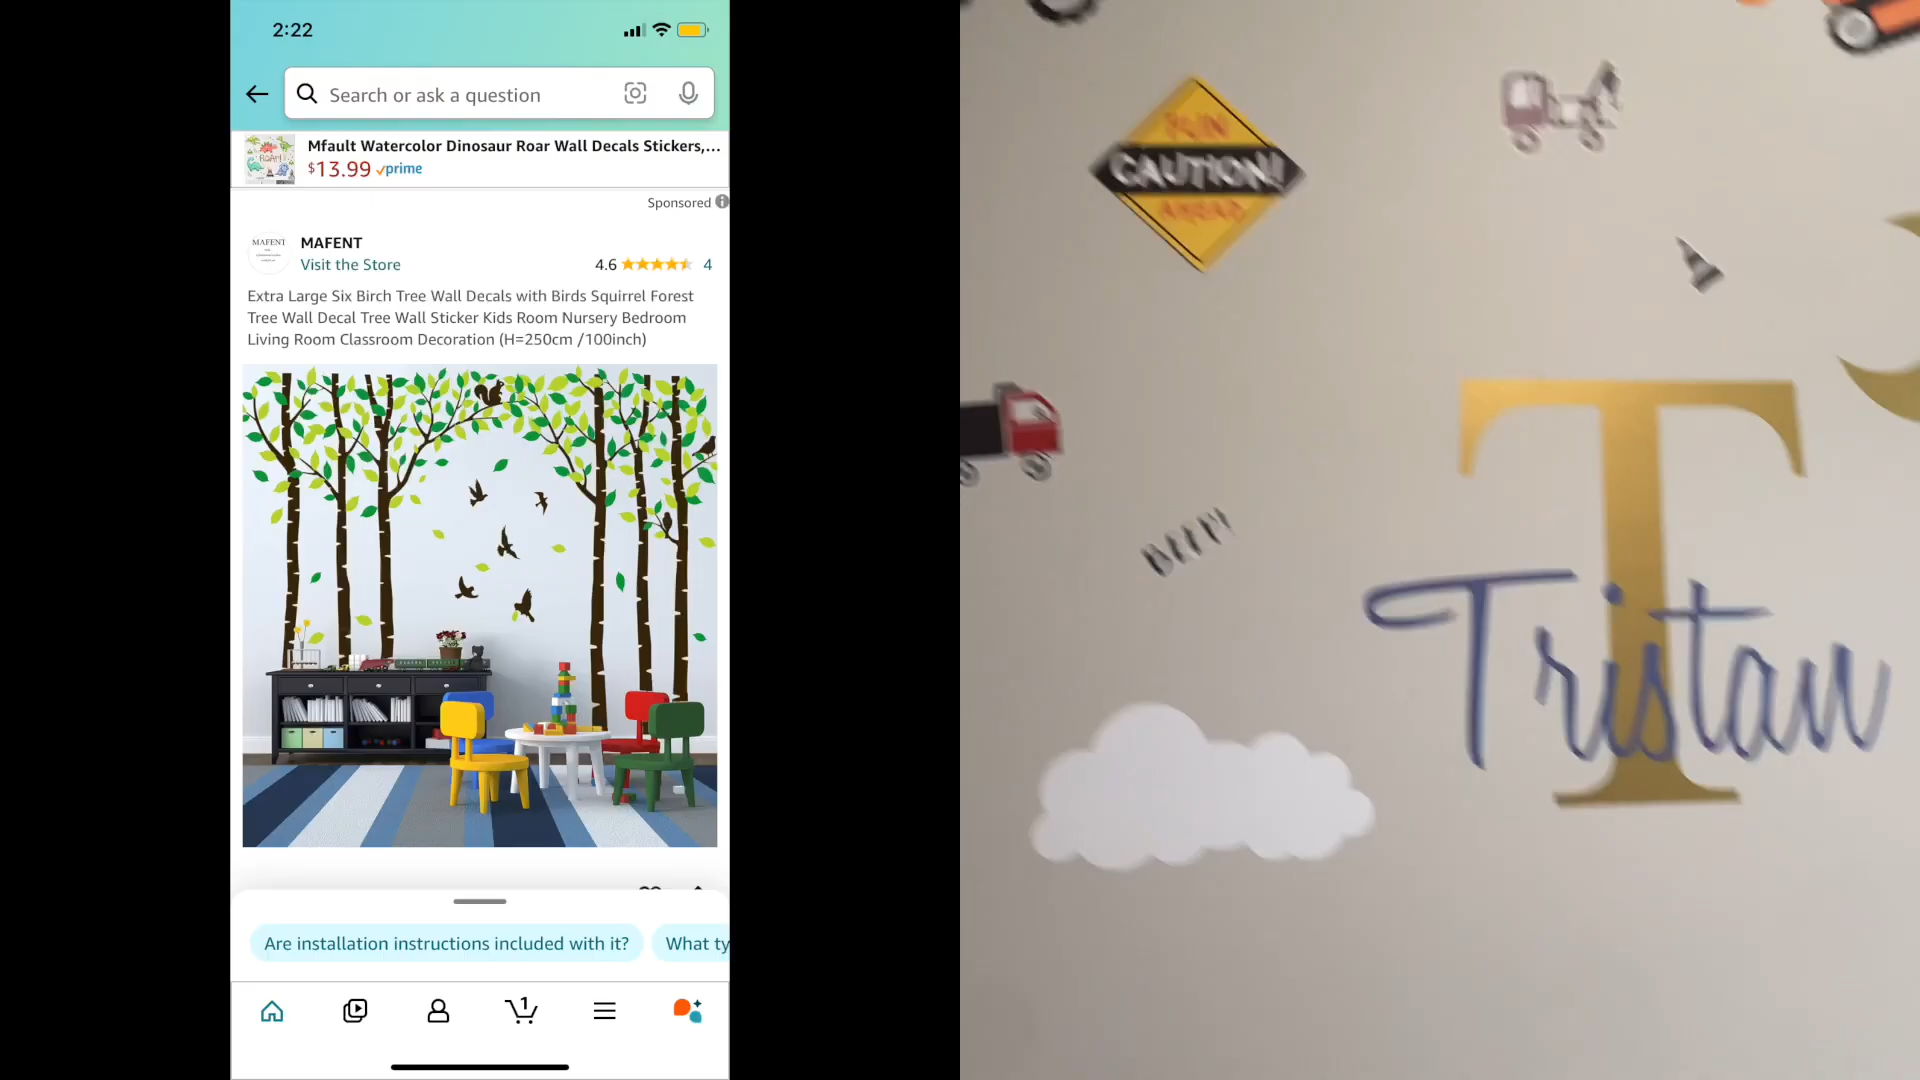 2:22
Search or ask a question
Mfault Watercolor Dinosaur Roar Wall Decals Stickers,...
$13.99 prime
Sponsored
MAFENT
MAFENT
Visit the Store
4.6
4
Extra Large Six Birch Tree Wall Decals with Birds Squirrel Forest
Tree Wall Decal Tree Wall Sticker Kids Room Nursery Bedroom
Living Room Classroom Decoration (H=250cm /100inch)
Are installation instructions included with it?
What ty
1
FUN
CAUTION!
AHEAD
T
Tristan